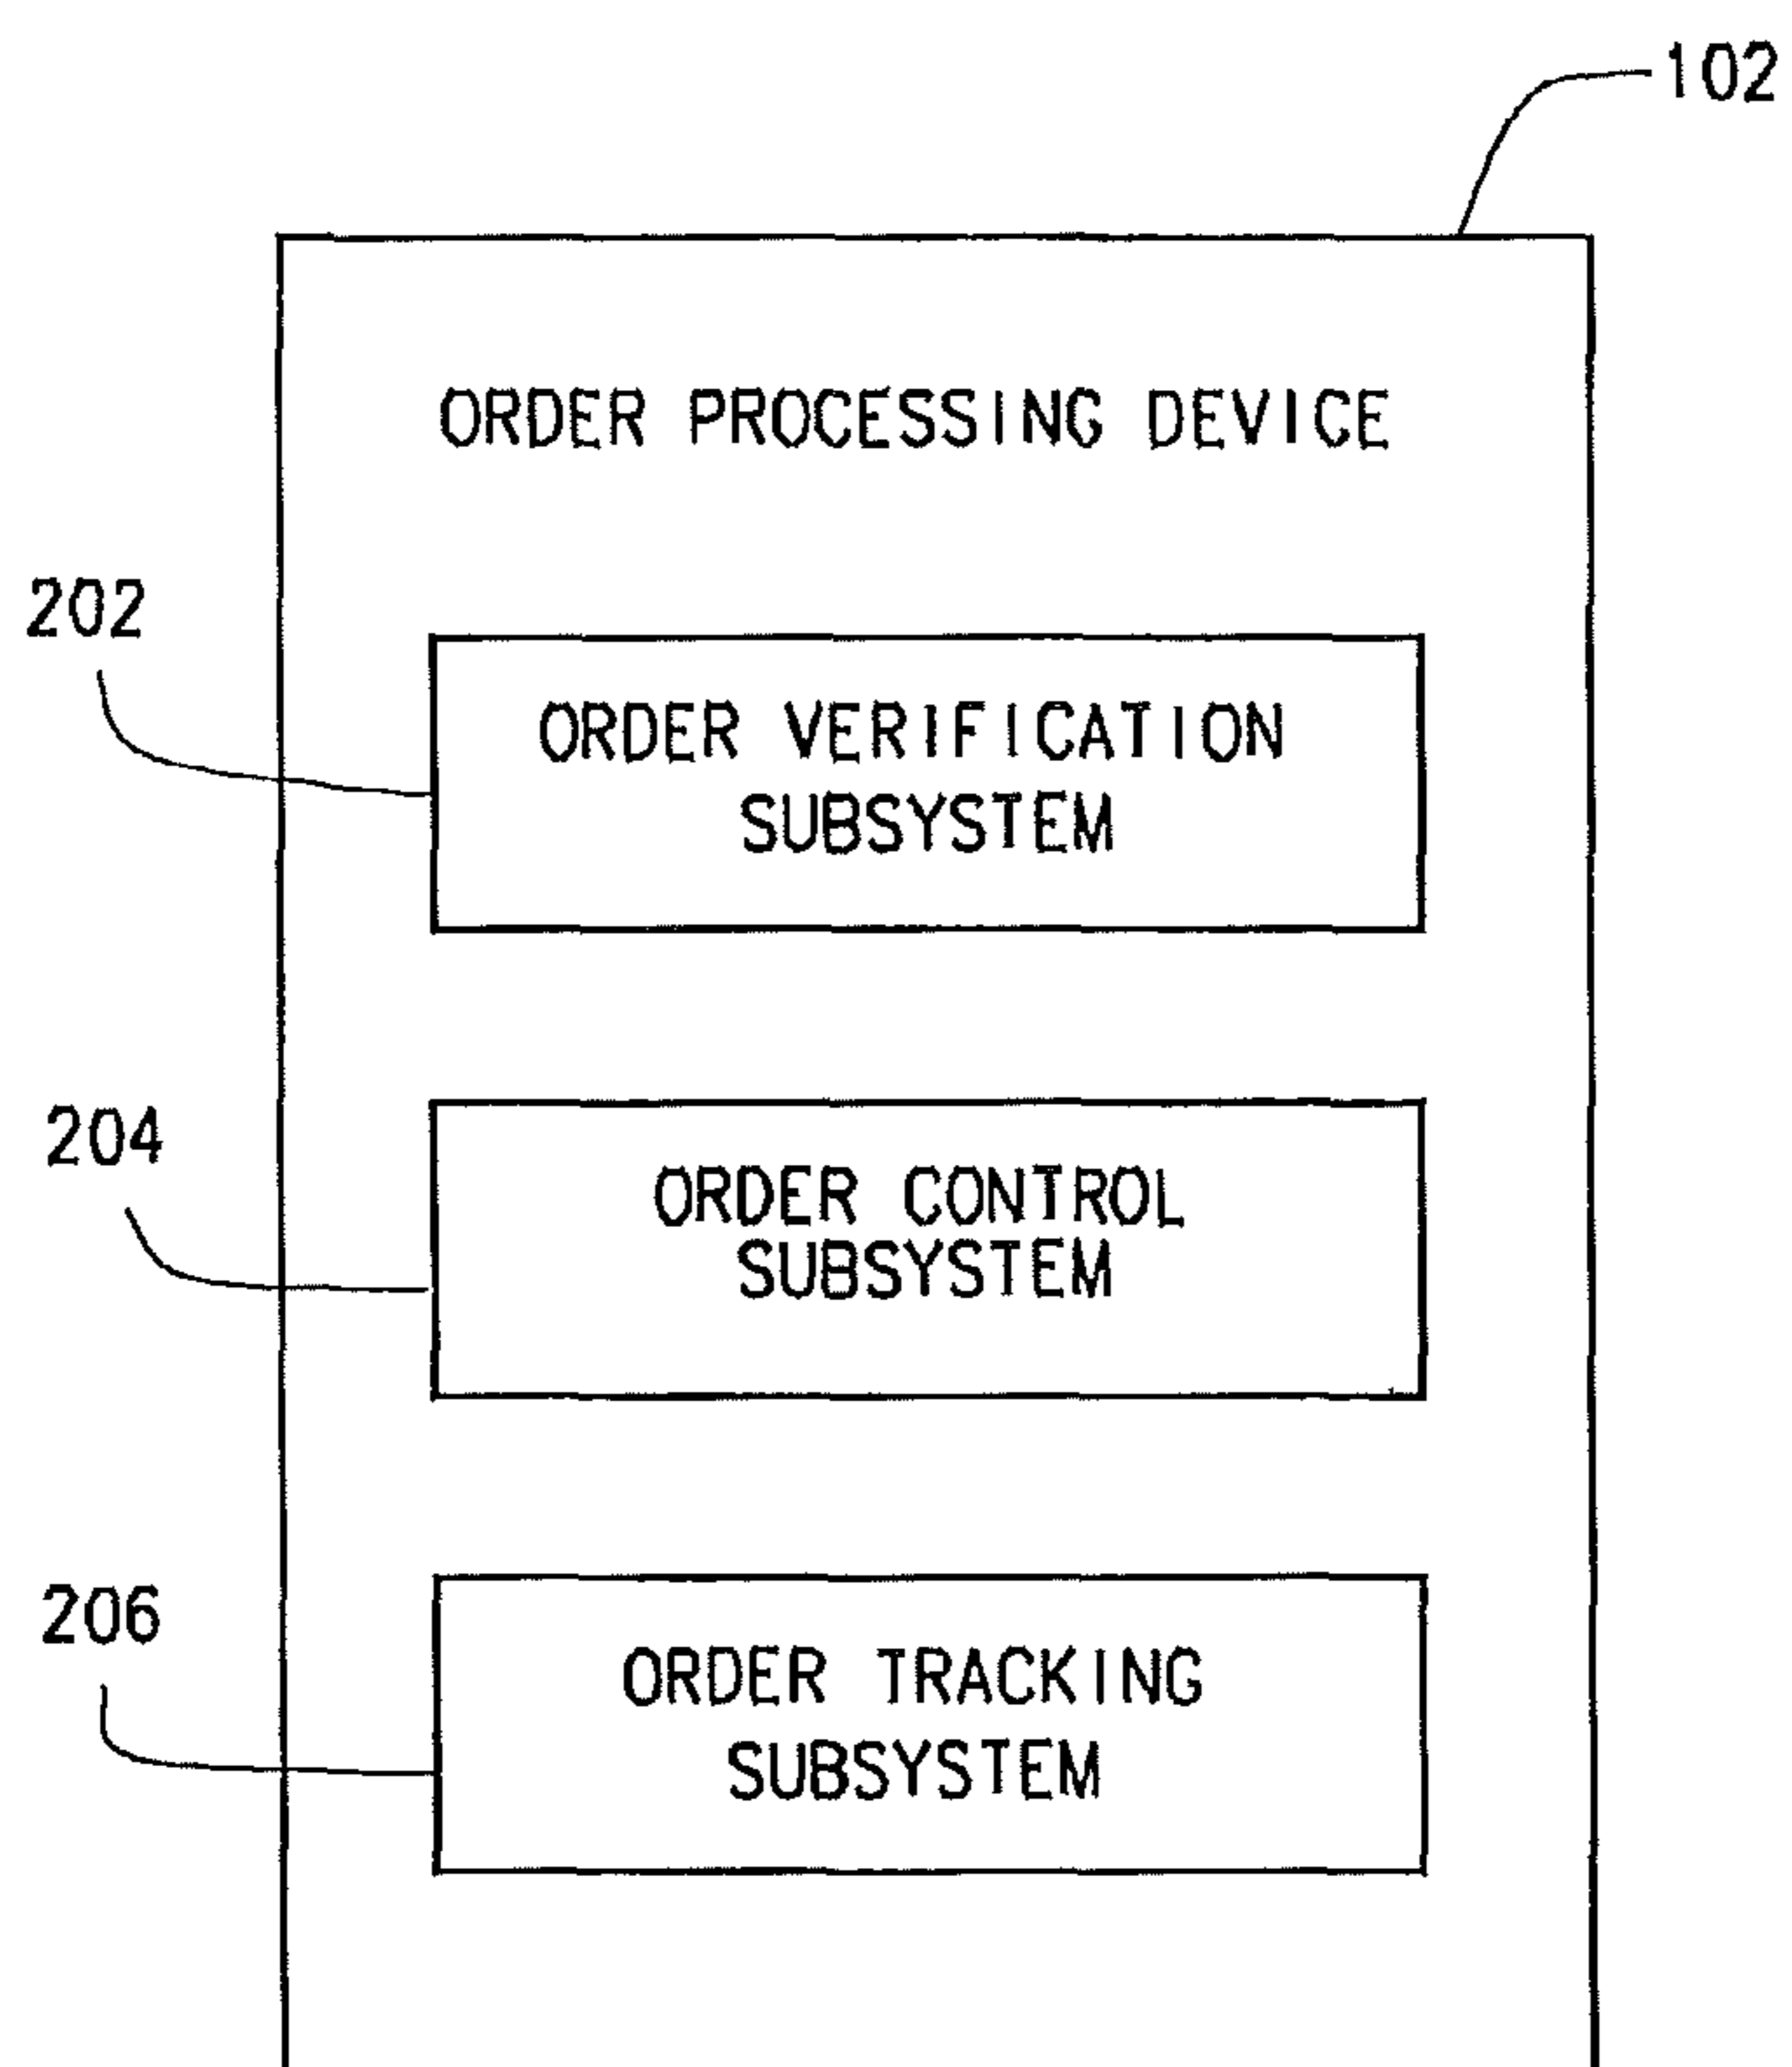 102
ORDER PROCESSING DEVICE
202
ORDER VERIFICATION
SUBSYSTEM
204
ORDER CONTROL
SUBSYSTEM
206
ORDER TRACKING
SUBSYSTEM